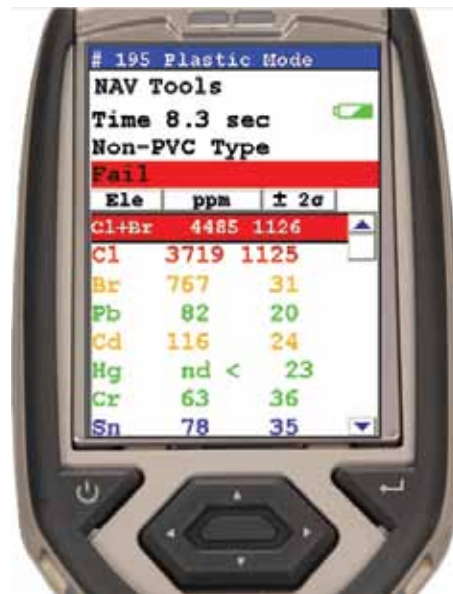 # 195 Plastic Mode
NAV Tools
Time 8.3 sec
Non-PVC Type
Fail
Ele ppm ± 2σ
Cl+Br 4485 1126
Cl 3719 1125
Br 767 31
Pb 82 20
Cd 116 24
Hg nd < 23
Cr 63 36
Sn 78 35